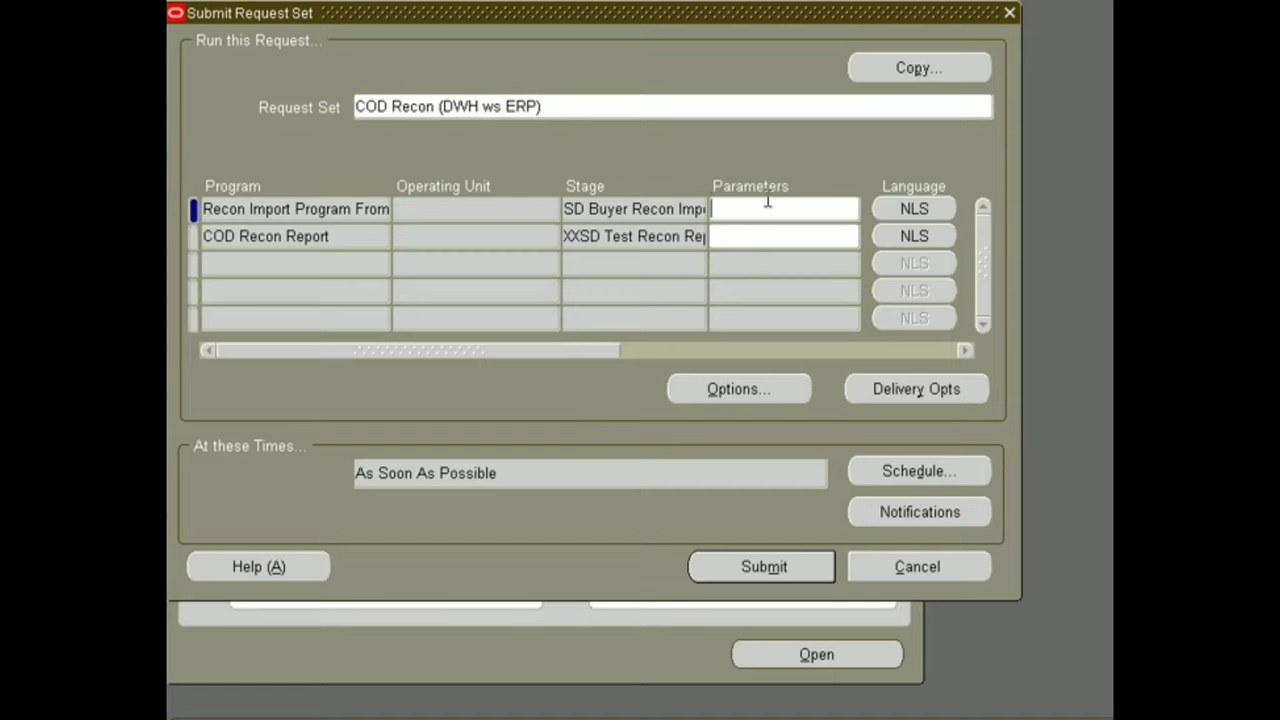 Submit Request Set
Run this Request...
Copy...
Request Set COD Recon (DWH ws ERP)
Program Operating Unit Stage Parameters Language
Recon Import Program From SD Buyer Recon Imp NLS
COD Recon Report XXSD Test Recon Rep NLS
NLS
NLS
NLS
Options... Delivery Opts
At these Times...
As Soon As Possible Schedule...
Notifications
Help (A) Submit Cancel
Open